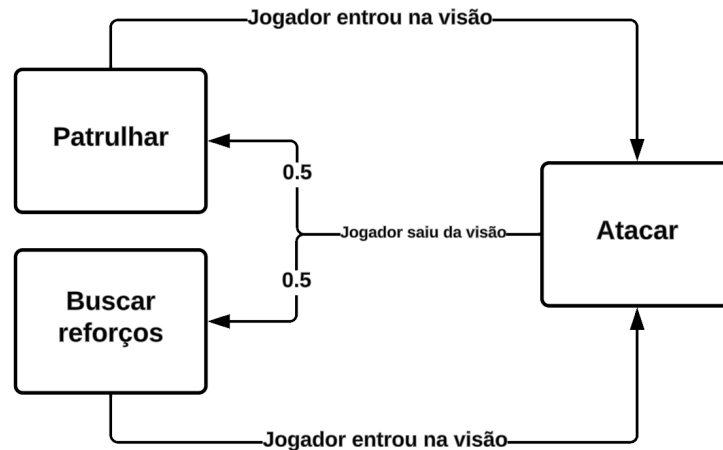 Jogador entrou na visão
Patrulhar
0.5
Jogador saiu da visão
Atacar
0.5
Buscar
reforços
Jogador entrou na visão